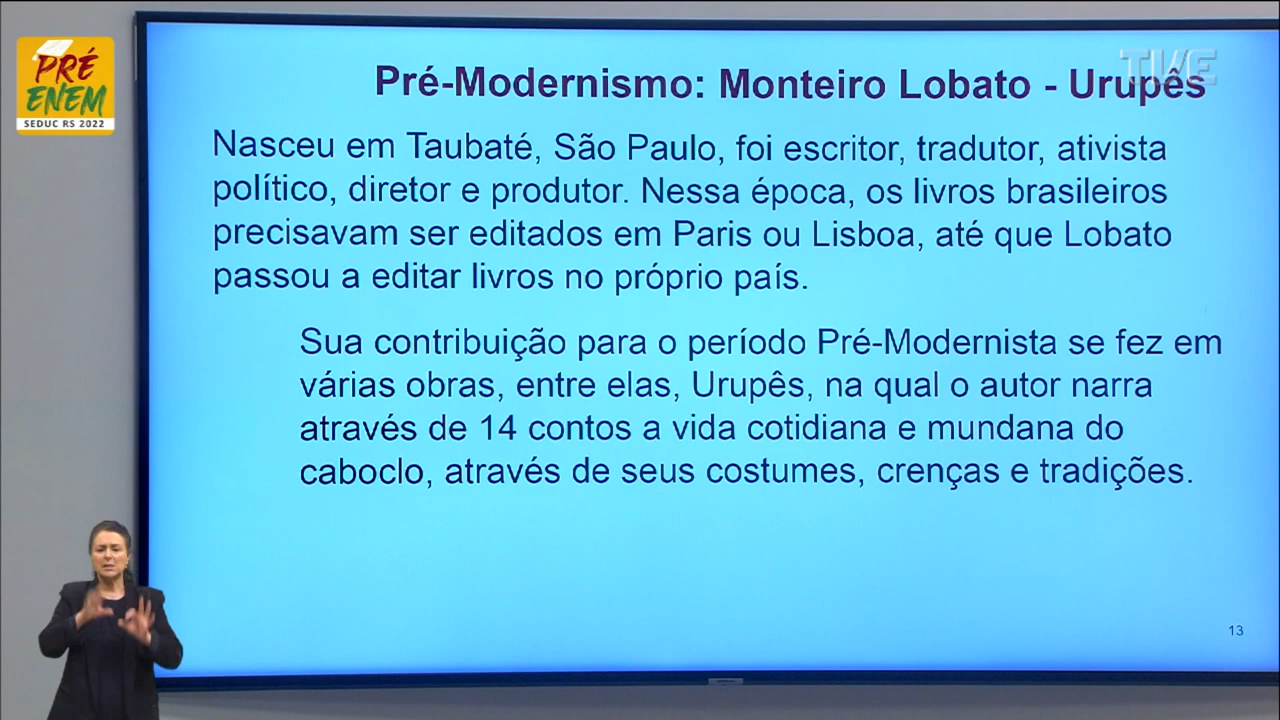 PRÉ
ENEM
SEDUC RS 2022
TVE
Pré-Modernismo: Monteiro Lobato - Urupês
Nasceu em Taubaté, São Paulo, foi escritor, tradutor, ativista
político, diretor e produtor. Nessa época, os livros brasileiros
precisavam ser editados em Paris ou Lisboa, até que Lobato
passou a editar livros no próprio país.
Sua contribuição para o período Pré-Modernista se fez em
várias obras, entre elas, Urupês, na qual o autor narra
através de 14 contos a vida cotidiana e mundana do
caboclo, através de seus costumes, crenças e tradições.
13